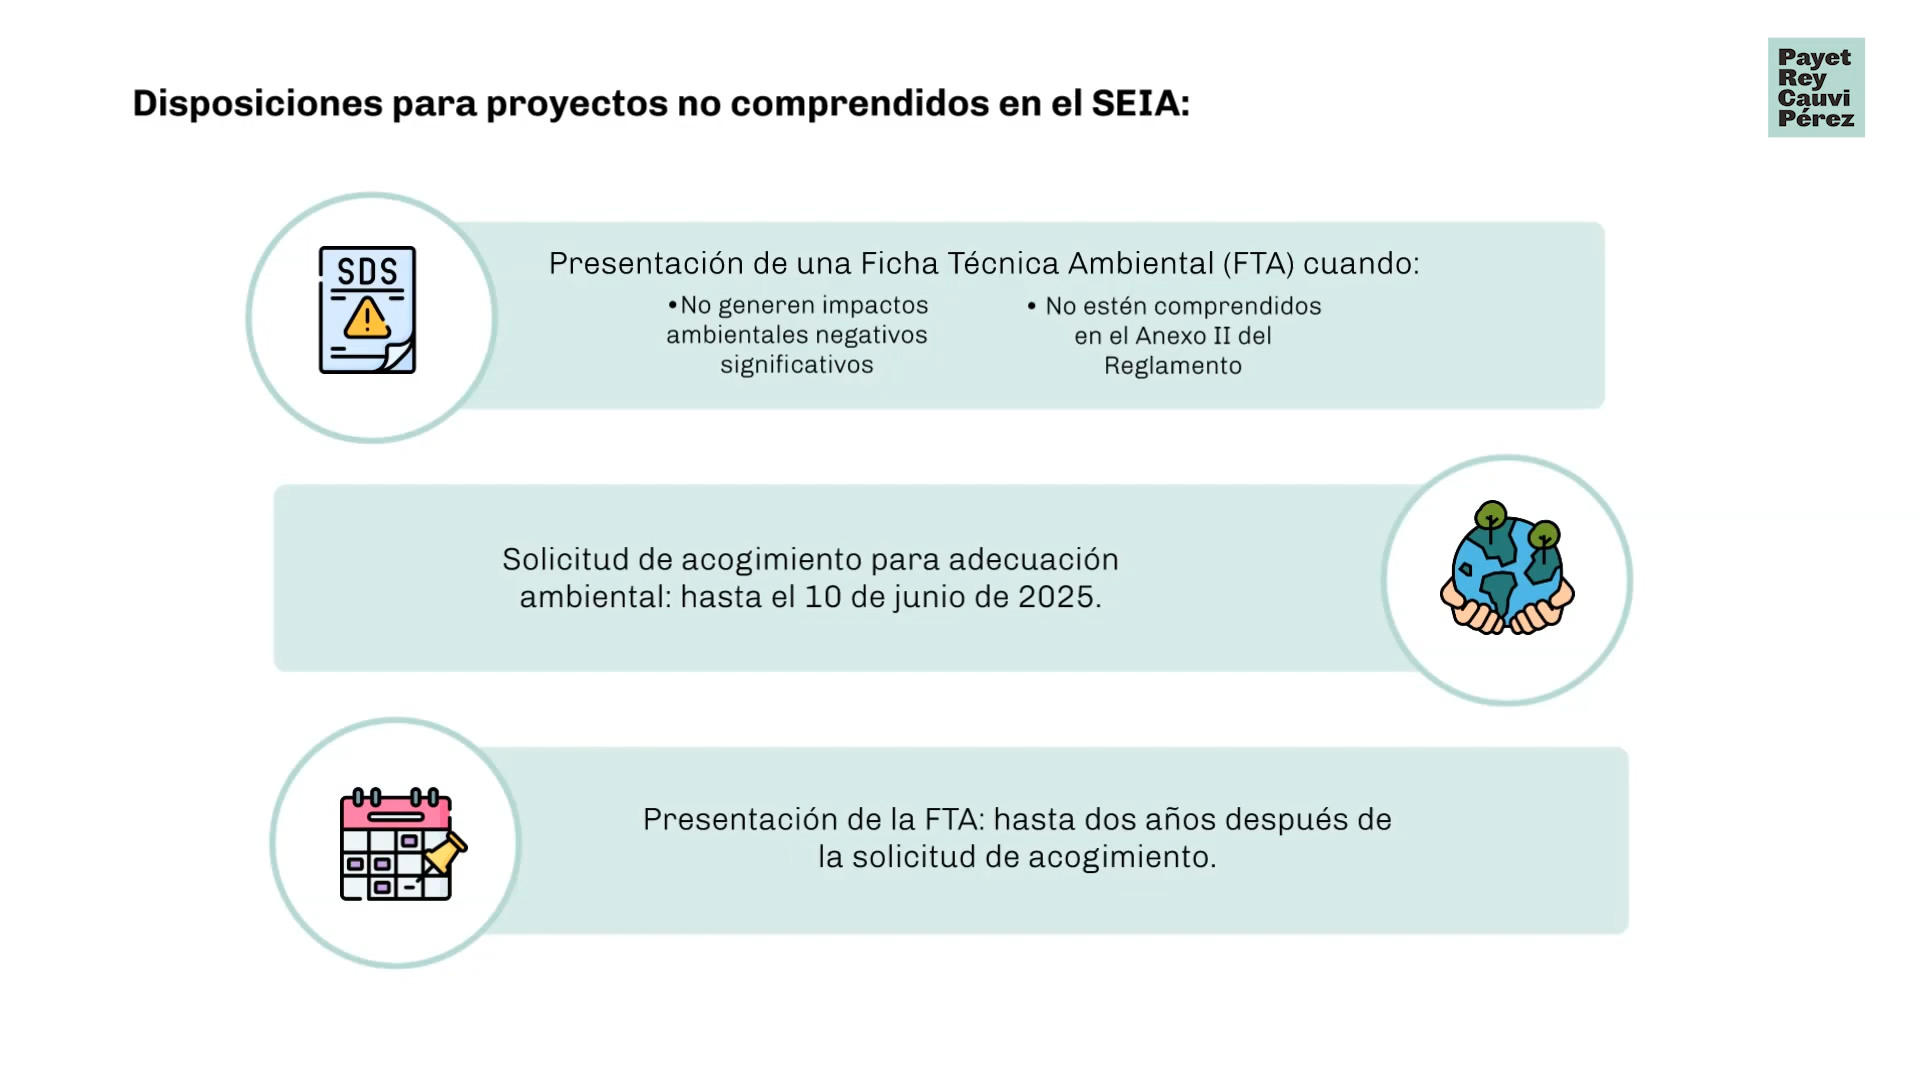 Payet
Rey
Cauvi
Pérez
Disposiciones para proyectos no comprendidos en el SEIA:
SDS
Presentación de una Ficha Técnica Ambiental (FTA) cuando:
•No generen impactos
ambientales negativos
significativos
• No estén comprendidos
en el Anexo II del
Reglamento
Solicitud de acogimiento para adecuación
ambiental: hasta el 10 de junio de 2025.
Presentación de la FTA: hasta dos años después de
la solicitud de acogimiento.